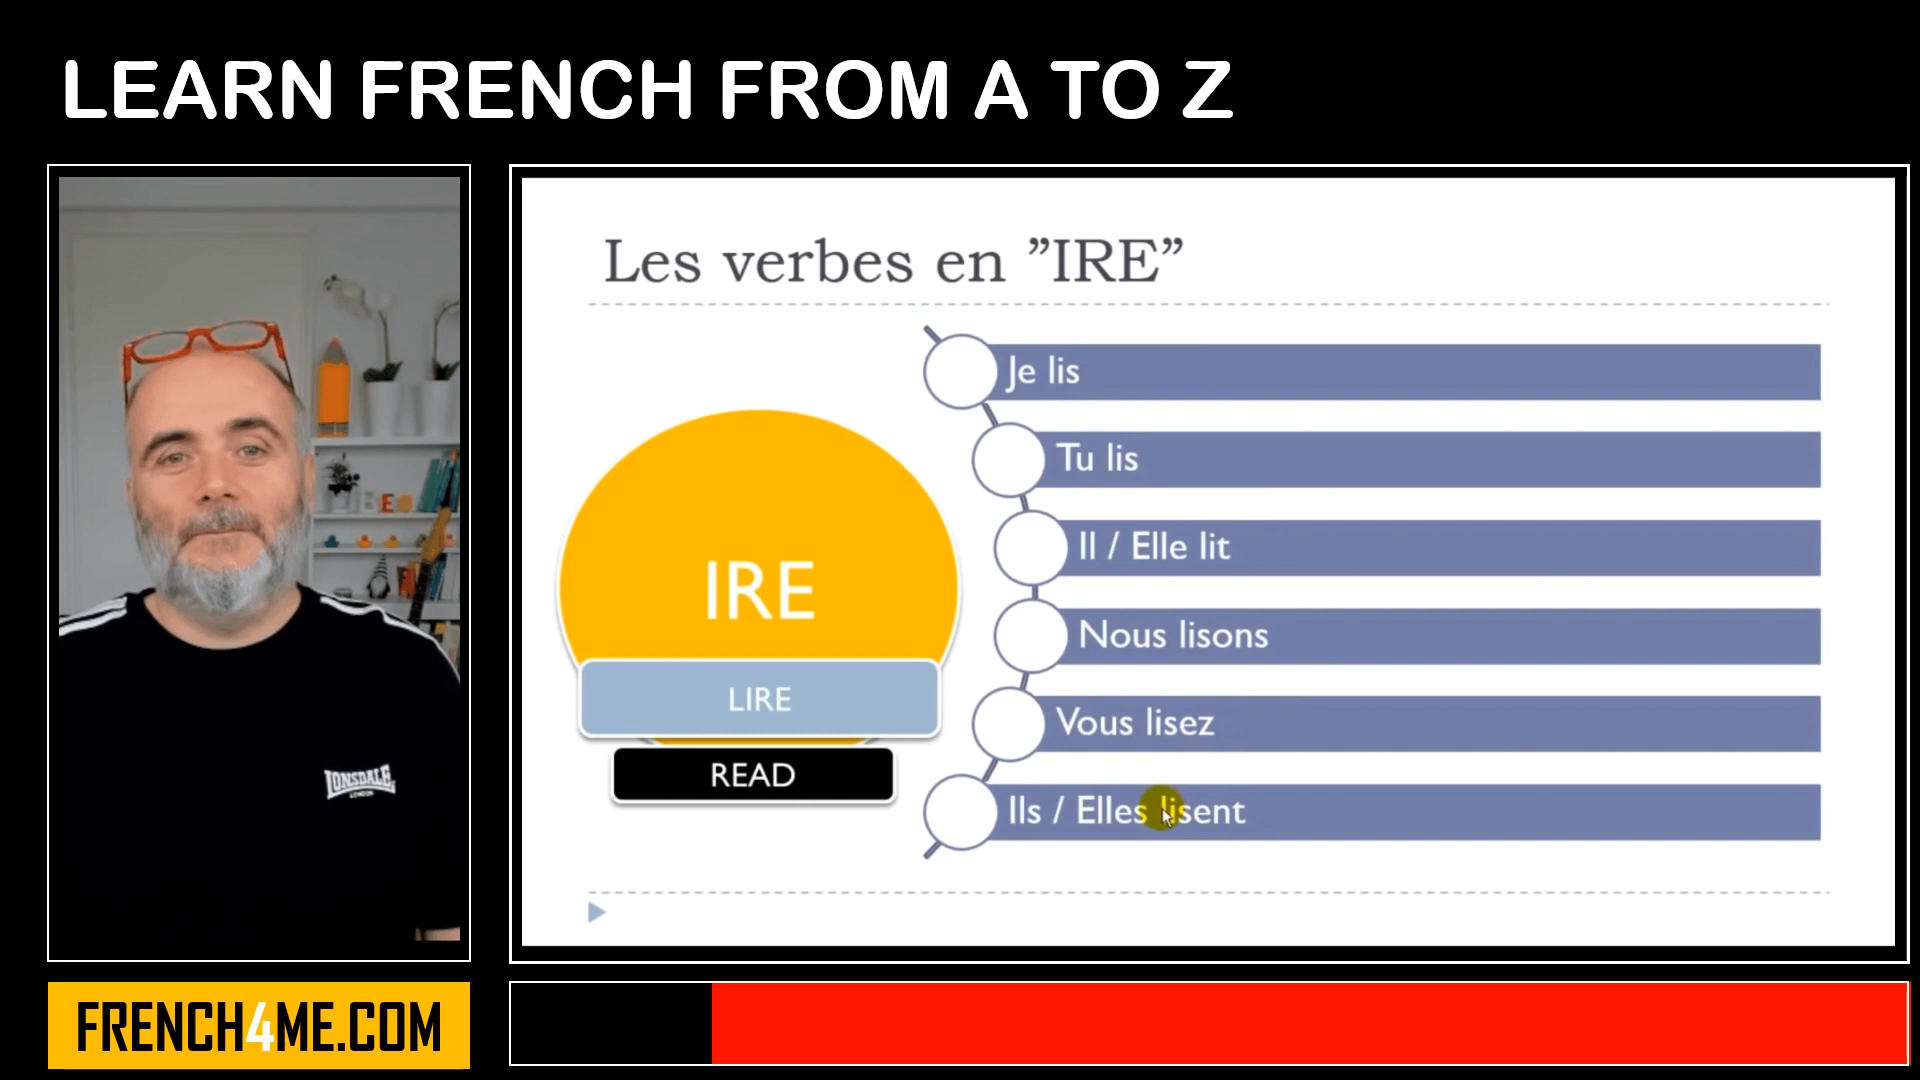 LEARN FRENCH FROM A TO Z
Les verbes en ”IRE”
IRE
LIRE
READ
Je lis
Tu lis
Il / Elle lit
Nous lisons
Vous lisez
Ils / Elles lisent
LONSDALE
LONDON
FRENCH4ME.COM